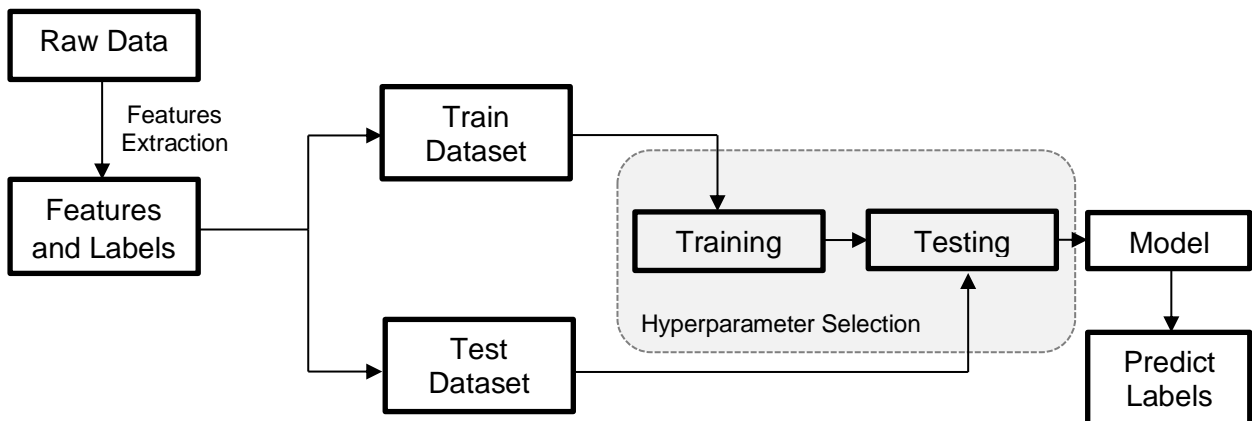 Raw Data
Features
Extraction
Features
and Labels
Train
Dataset
Test
Dataset
Training
Testing
Hyperparameter Selection
Model
Predict
Labels